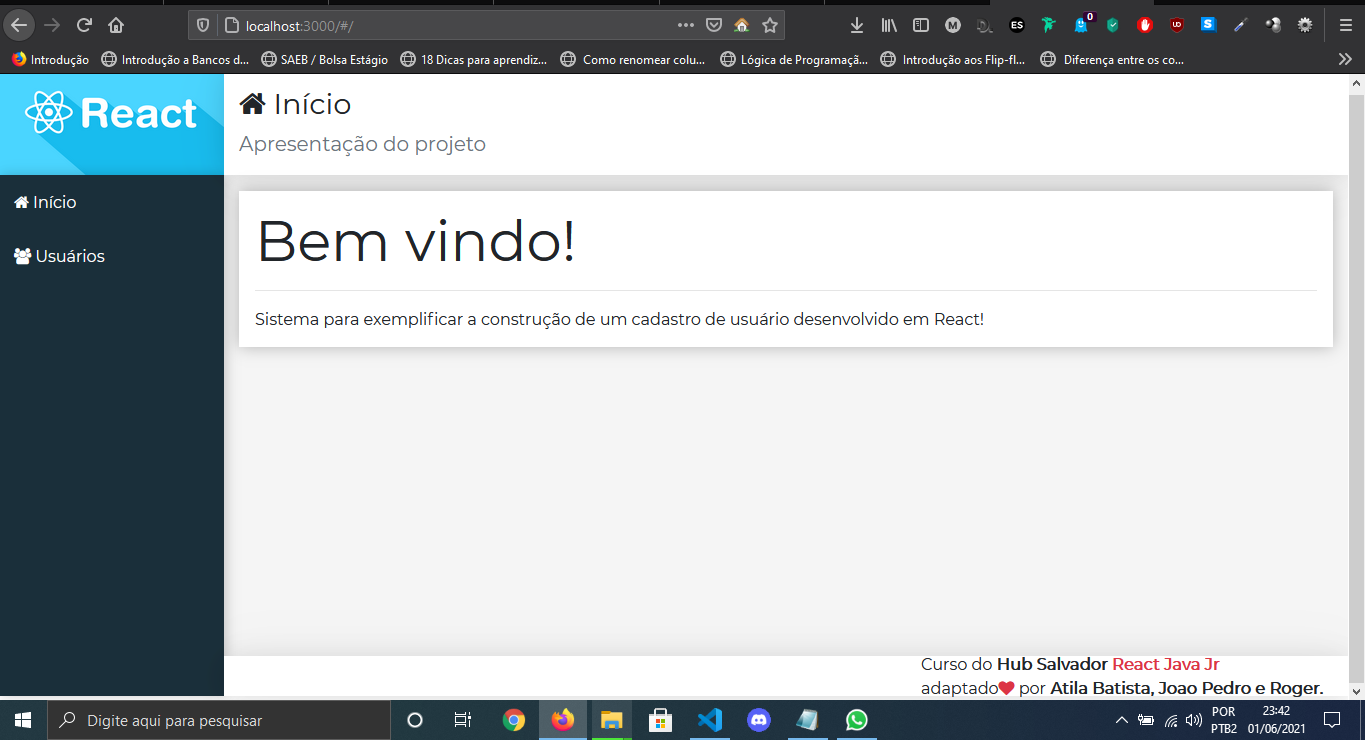 localhost:3000/#/
M
ES
0
UD
S
Introdução
Introdução a Bancos d...
SAEB / Bolsa Estágio
18 Dicas para aprendiz...
Como renomear colu...
Lógica de Programaçã...
Introdução aos Flip-fl...
Diferença entre os co...
React
Início
Apresentação do projeto
Início
Usuários
Bem vindo!
Sistema para exemplificar a construção de um cadastro de usuário desenvolvido em React!
Curso do Hub Salvador React Java Jr
adaptado por Atila Batista, Joao Pedro e Roger.
Digite aqui para pesquisar
POR
PTB2
23:42
01/06/2021